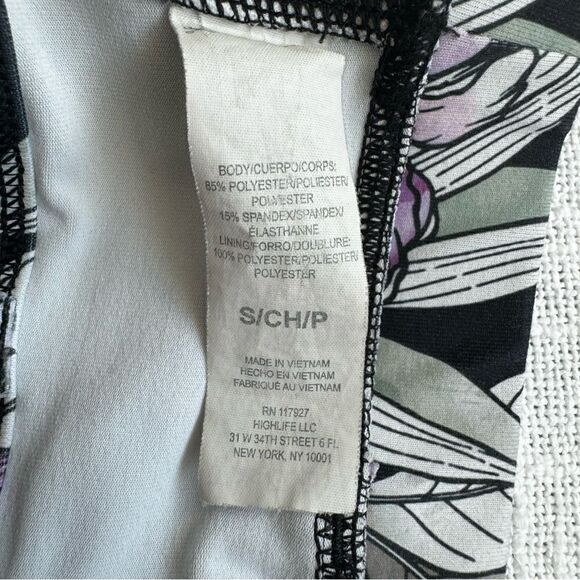 BODY/CUERPO/CORPS:
85% POLYESTER/POLIESTER/
POLYESTER
15% SPANDEX/SPANDEX/
ÉLASTHANNE
LINING/FORRO/DOUBLURE:
100% POLYESTER/POLIESTER/
POLYESTER
S/CH/P
MADE IN VIETNAM
HECHO EN VIETNAM
FABRIQUÉ AU VIETNAM
RN 117927
HIGHLIFE LLC
31 W 34TH STREET 6 Fl.
NEW YORK, NY 10001